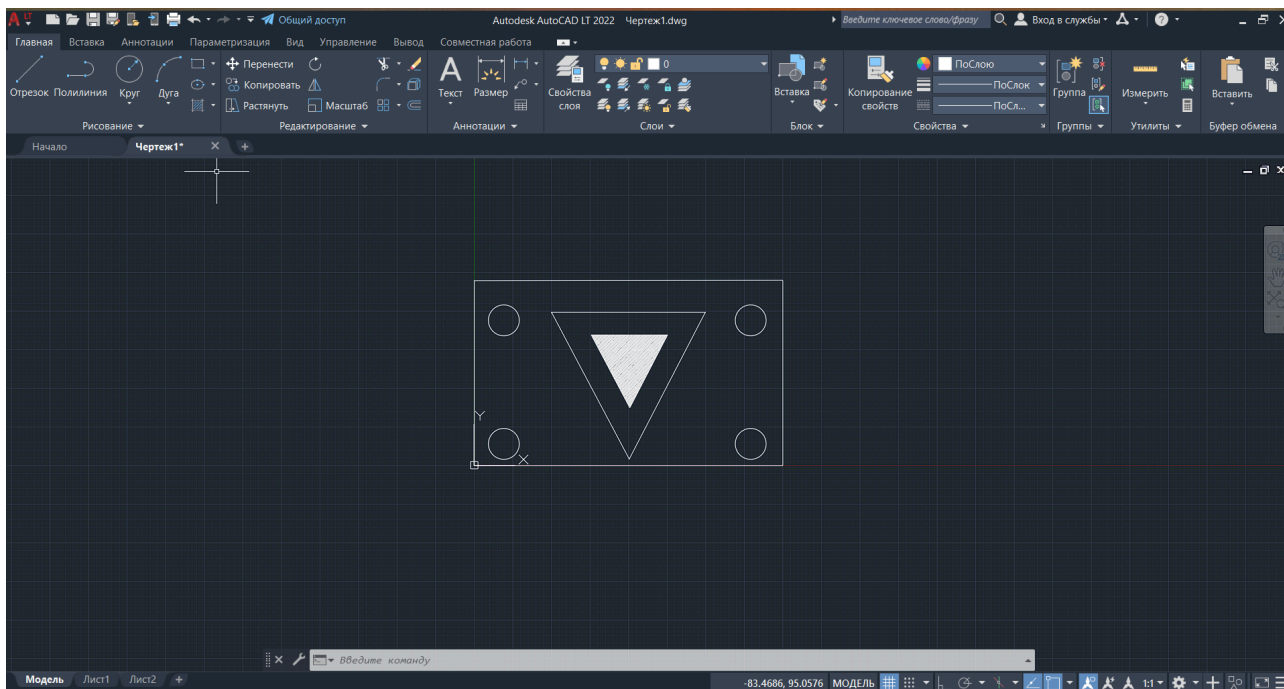 Общий доступ Autodesk AutoCAD LT 2022 Чертеж1.dwg Введите ключевое слово/фразу Вход в службы
Главная Вставка Аннотации Параметризация Вид Управление Вывод Совместная работа
Отрезок Полилиния Круг Дуга
Перенести
Копировать
Растянуть Масштаб
Текст Размер
Свойства слоя
0
Вставка
Копирование свойств
ПоСлою
ПоСлок
ПоСл...
Группа
Измерить
Вставить
Рисование Редактирование Аннотации Слои Блок Свойства Группы Утилиты Буфер обмена
Начало Чертеж1*
Y
X
Введите команду
Модель Лист1 Лист2 + -83.4686, 95.0576 МОДЕЛЬ 1:1